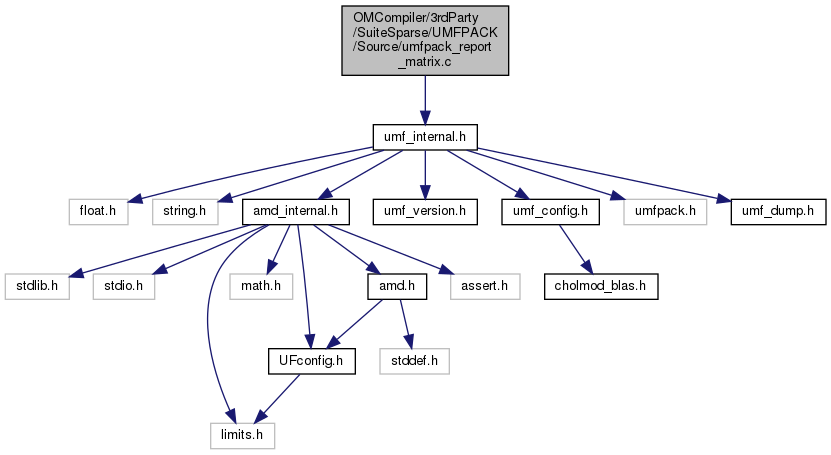 OMCompiler/3rdParty
/SuiteSparse/UMFPACK
/Source/umfpack_report
_matrix.c
umf_internal.h
float.h
string.h
amd_internal.h
umf_version.h
umf_config.h
umfpack.h
umf_dump.h
stdlib.h
stdio.h
math.h
amd.h
assert.h
cholmod_blas.h
UFconfig.h
stddef.h
limits.h